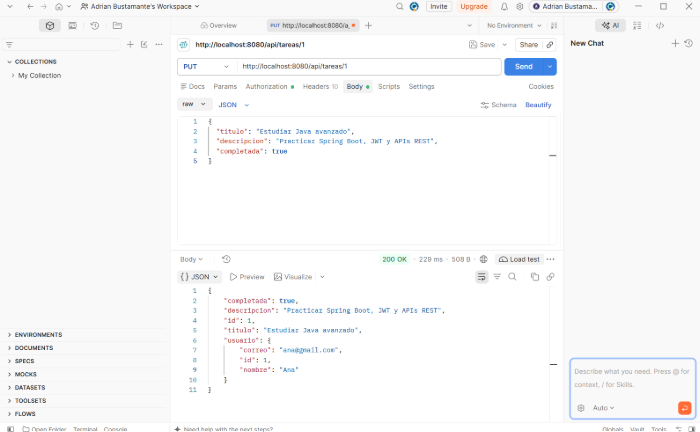 Adrian Bustamante's Workspace
Invite
Upgrade
Adrian Bustama...
Overview
PUT http://localhost:8080/a
No Environment
AI
New Chat
COLLECTIONS
My Collection
http://localhost:8080/api/tareas/1
Save
Share
PUT
http://localhost:8080/api/tareas/1
Send
Docs
Params
Authorization
Headers 10
Body
Scripts
Settings
Cookies
raw
JSON
Schema
Beautify
1 {
2 "titulo": "Estudiar Java avanzado",
3 "descripcion": "Practicar Spring Boot, JWT y APIs REST",
4 "completada": true
5 }
Body
200 OK
229 ms
508 B
Load test
{} JSON
Preview
Visualize
1 {
2 "completada": true,
3 "descripcion": "Practicar Spring Boot, JWT y APIs REST",
4 "id": 1,
5 "titulo": "Estudiar Java avanzado",
6 "usuario": {
7 "correo": "ana@gmail.com",
8 "id": 1,
9 "nombre": "Ana"
10 }
11 }
ENVIRONMENTS
DOCUMENTS
SPECS
MOCKS
DATASETS
TOOLSETS
FLOWS
Describe what you need. Press @ for
context, / for Skills.
Auto
Open Folder
Terminal
Console
Need help with the next steps?
Globals
Vault
Tools